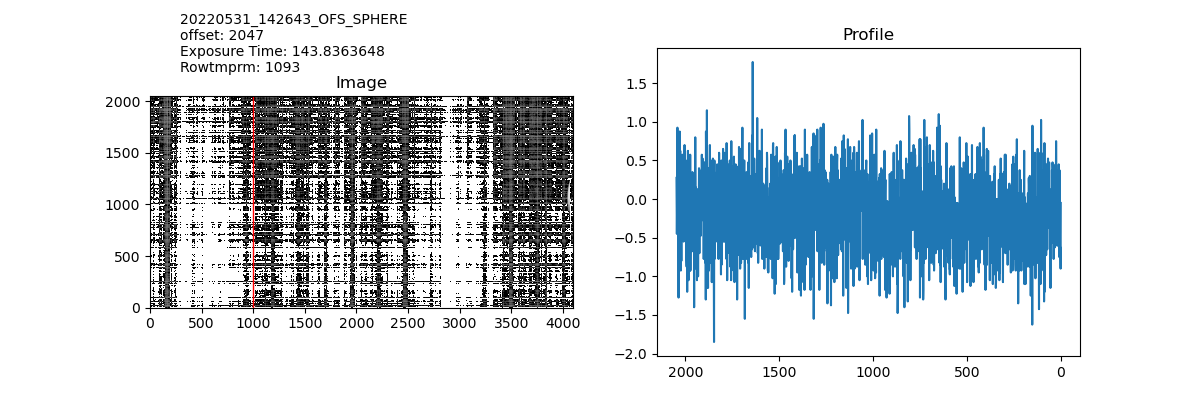 20220531_142643_OFS_SPHERE
offset: 2047
Exposure Time: 143.8363648
Rowtmprm: 1093
Image
2000
1500
1000
500
0
0 500 1000 1500 2000 2500 3000 3500 4000
Profile
1.5
1.0
0.5
0.0
−0.5
−1.0
−1.5
−2.0
2000 1500 1000 500 0